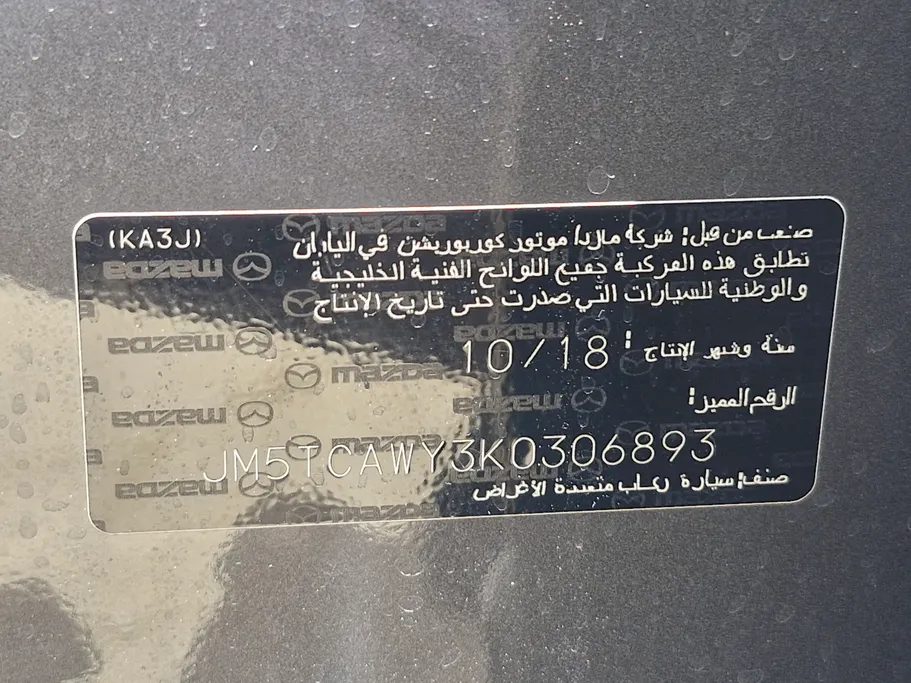 (KA3J)
صنعت من قبل: شركة مازدا موتور كوربوريشن في اليابان
تطابق هذه المركبة جميع اللوائح الفنية الخليجية
والوطنية للسيارات التي صدرت حتى تاريخ الإنتاج
سنة وشهر الإنتاج : 10/18
الرقم المميز:
JM5TCAWY3K0306893
صنف: سيارة ركاب متعددة الأغراض